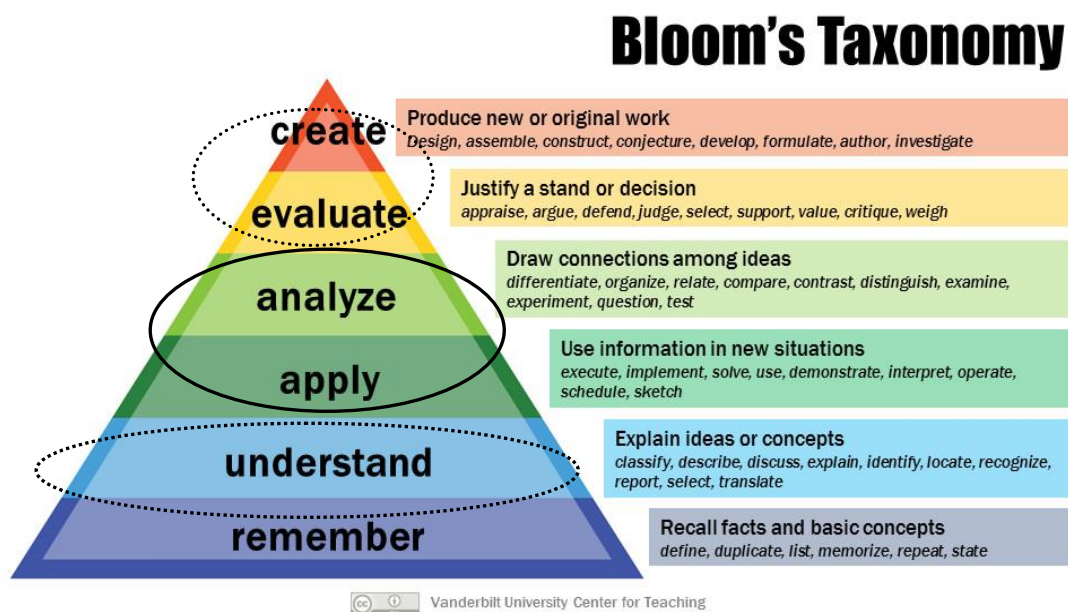 Bloom's Taxonomy
create
Produce new or original work
Design, assemble, construct, conjecture, develop, formulate, author, investigate
evaluate
Justify a stand or decision
appraise, argue, defend, judge, select, support, value, critique, weigh
analyze
Draw connections among ideas
differentiate, organize, relate, compare, contrast, distinguish, examine,
experiment, question, test
apply
Use information in new situations
execute, implement, solve, use, demonstrate, interpret, operate,
schedule, sketch
understand
Explain ideas or concepts
classify, describe, discuss, explain, identify, locate, recognize,
report, select, translate
remember
Recall facts and basic concepts
define, duplicate, list, memorize, repeat, state
cc
Vanderbilt University Center for Teaching